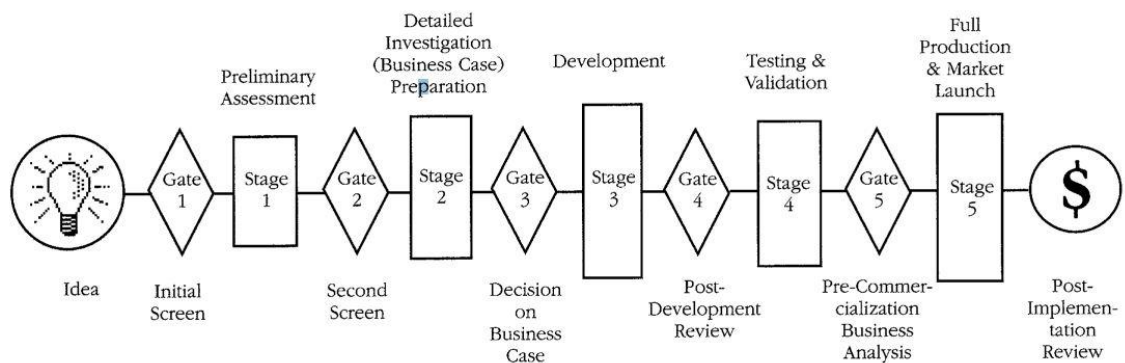 Detailed
Investigation
(Business Case)
Preparation
Full
Production
& Market
Launch
Preliminary
Assessment
Development
Testing &
Validation
Gate
1
Stage
1
Gate
2
Stage
2
Gate
3
Stage
3
Gate
4
Stage
4
Gate
5
Stage
5
$
Idea
Initial
Screen
Second
Screen
Decision
on
Business
Case
Post-
Development
Review
Pre-Commer-
cialization
Business
Analysis
Post-
Implemen-
tation
Review